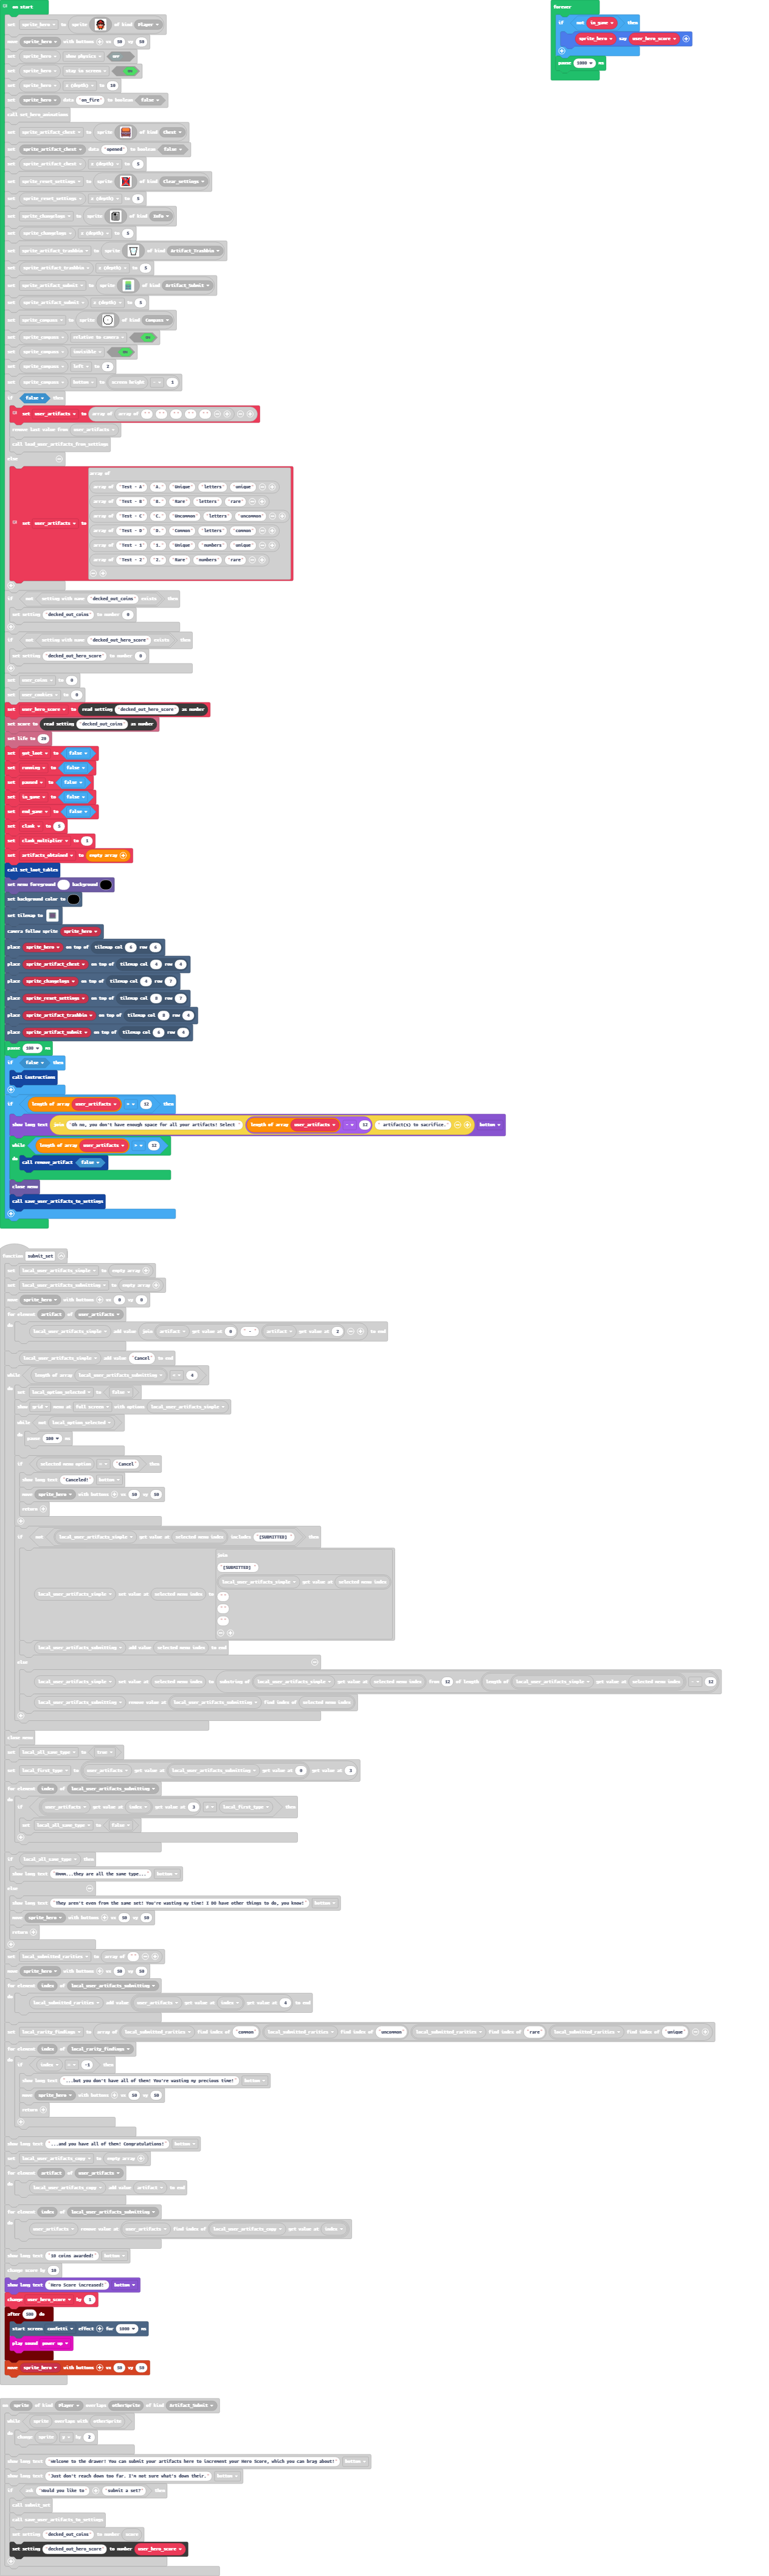 on start
set sprite_hero to sprite of kind Player
move sprite_hero with buttons vx 50 vy 50
set sprite_hero show physics OFF
set sprite_hero stay in screen ON
set sprite_hero z (depth) to 10
set sprite_hero data "on_fire" to boolean false
call set_hero_animations
set sprite_artifact_chest to sprite of kind Chest
set sprite_artifact_chest data "opened" to boolean false
set sprite_artifact_chest z (depth) to 5
set sprite_reset_settings to sprite of kind Clear_settings
set sprite_reset_settings z (depth) to 5
set sprite_changelogs to sprite of kind Info
set sprite_changelogs z (depth) to 5
set sprite_artifact_trashbin to sprite of kind Artifact_Trashbin
set sprite_artifact_trashbin z (depth) to 5
set sprite_artifact_submit to sprite of kind Artifact_Submit
set sprite_artifact_submit z (depth) to 5
set sprite_compass to sprite of kind Compass
set sprite_compass relative to camera ON
set sprite_compass invisible ON
set sprite_compass left to 2
set sprite_compass bottom to screen height - 1
if false then
set user_artifacts to array of array of " " " " " " " " " "
remove last value from user_artifacts
call load_user_artifacts_from_settings
else
set user_artifacts to
array of
array of "Test - A" "A." "Unique" "letters" "unique"
array of "Test - B" "B." "Rare" "letters" "rare"
array of "Test - C" "C." "Uncommon" "letters" "uncommon"
array of "Test - D" "D." "Common" "letters" "common"
array of "Test - 1" "1." "Unique" "numbers" "unique"
array of "Test - 2" "2." "Rare" "numbers" "rare"
if not setting with name "decked_out_coins" exists then
set setting "decked_out_coins" to number 0
if not setting with name "decked_out_hero_score" exists then
set setting "decked_out_hero_score" to number 0
set user_coins to 0
set user_zombies to 0
set user_hero_score to read setting "decked_out_hero_score" as number
set score to read setting "decked_out_coins" as number
set life to 20
set got_loot to false
set running to false
set paused to false
set in_game to false
set end_game to false
set clank to 5
set clank_multiplier to 1
set artifacts_obtained to empty array
call set_loot_tables
set menu foreground background
set background color to
set tilemap to
camera follow sprite sprite_hero
place sprite_hero on top of tilemap col 6 row 6
place sprite_artifact_chest on top of tilemap col 4 row 4
place sprite_changelogs on top of tilemap col 4 row 7
place sprite_reset_settings on top of tilemap col 8 row 7
place sprite_artifact_trashbin on top of tilemap col 8 row 4
place sprite_artifact_submit on top of tilemap col 6 row 4
pause 100 ms
if false then
call instructions
if length of array user_artifacts > 12 then
show long text join "Oh no, you don't have enough space for all your artifacts! Select " length of array user_artifacts - 12 " artifact(s) to sacrifice." bottom
while length of array user_artifacts > 12
do call remove_artifact false
close menu
call save_user_artifacts_to_settings
forever
if not in_game then
sprite_hero say user_hero_score
pause 1000 ms
function submit_set
set local_user_artifacts_simple to empty array
set local_user_artifacts_submitting to empty array
move sprite_hero with buttons vx 0 vy 0
for element artifact of user_artifacts
do local_user_artifacts_simple add value join artifact get value at 0 " - " artifact get value at 2 to end
local_user_artifacts_simple add value "Cancel" to end
while length of array local_user_artifacts_submitting < 4
do set local_option_selected to false
show grid menu at full screen with options local_user_artifacts_simple
while not local_option_selected
do pause 100 ms
if selected menu option = "Cancel" then
show long text "Canceled!" bottom
move sprite_hero with buttons vx 50 vy 50
return
if not local_user_artifacts_simple get value at selected menu index includes "[SUBMITTED] " then
local_user_artifacts_simple set value at selected menu index to
join
"[SUBMITTED] "
local_user_artifacts_simple get value at selected menu index
local_user_artifacts_submitting add value selected menu index to end
else
local_user_artifacts_simple set value at selected menu index to substring of local_user_artifacts_simple get value at selected menu index from 12 of length length of local_user_artifacts_simple get value at selected menu index - 12
local_user_artifacts_submitting remove value at local_user_artifacts_submitting find index of selected menu index
close menu
set local_all_same_type to true
set local_first_type to user_artifacts get value at local_user_artifacts_submitting get value at 0 get value at 3
for element index of local_user_artifacts_submitting
do if user_artifacts get value at index get value at 3 ≠ local_first_type then
set local_all_same_type to false
if local_all_same_type then
show long text "Hmmm...they are all the same type..." bottom
else
show long text "They aren't even from the same set! You're wasting my time! I DO have other things to do, you know!" bottom
move sprite_hero with buttons vx 50 vy 50
return
set local_submitted_rarities to array of " "
move sprite_hero with buttons vx 50 vy 50
for element index of local_user_artifacts_submitting
do local_submitted_rarities add value user_artifacts get value at index get value at 4 to end
set local_rarity_findings to array of local_submitted_rarities find index of "common" local_submitted_rarities find index of "uncommon" local_submitted_rarities find index of "rare" local_submitted_rarities find index of "unique"
for element index of local_rarity_findings
do if index = -1 then
show long text "...but you don't have all of them! You're wasting my precious time!" bottom
move sprite_hero with buttons vx 50 vy 50
return
show long text "...and you have all of them! Congratulations!" bottom
set local_user_artifacts_copy to empty array
for element artifact of user_artifacts
do local_user_artifacts_copy add value artifact to end
for element index of local_user_artifacts_submitting
do user_artifacts remove value at user_artifacts find index of local_user_artifacts_copy get value at index
show long text "10 coins awarded!" bottom
change score by 10
show long text "Hero Score increased!" bottom
change user_hero_score by 1
after 100 do
start screen confetti effect for 1000 ms
play sound power up
move sprite_hero with buttons vx 50 vy 50
on sprite of kind Player overlaps otherSprite of kind Artifact_Submit
while sprite overlaps with otherSprite
do change sprite y by 2
show long text "Welcome to the drawer! You can submit your artifacts here to increment your Hero Score, which you can brag about!" bottom
show long text "Just don't reach down too far. I'm not sure what's down their." bottom
if ask "Would you like to" "submit a set?" then
call submit_set
call save_user_artifacts_to_settings
set setting "decked_out_coins" to number score
set setting "decked_out_hero_score" to number user_hero_score